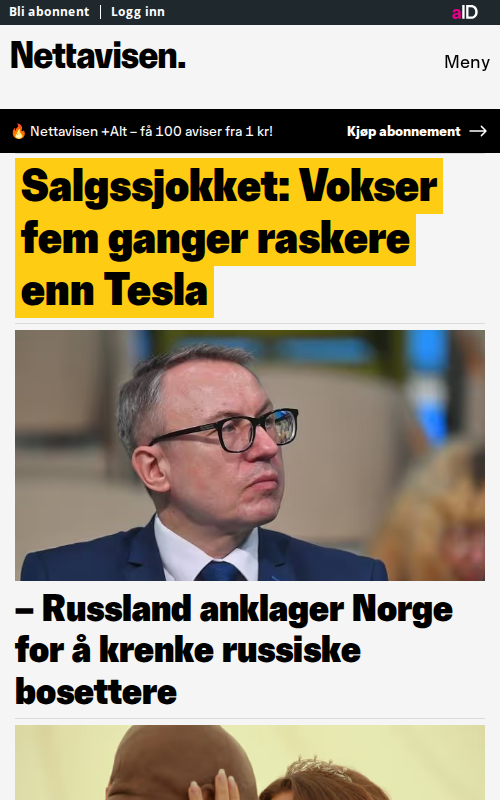 Bli abonnent | Logg inn
aID
Nettavisen.
Meny
🔥 Nettavisen +Alt – få 100 aviser fra 1 kr!
Kjøp abonnement →
Salgssjokket: Vokser
fem ganger raskere
enn Tesla
– Russland anklager Norge
for å krenke russiske
bosettere